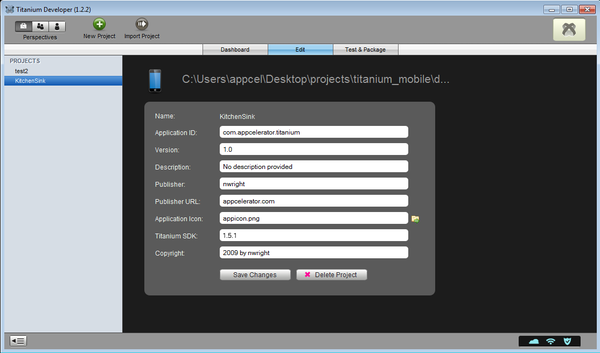 Titanium Developer (1.2.2)
Perspectives
New Project
Import Project
Dashboard
Edit
Test & Package
PROJECTS
test2
KitchenSink
C:\Users\appcel\Desktop\projects\titanium_mobile\d...
Name: KitchenSink
Application ID: com.appcelerator.titanium
Version: 1.0
Description: No description provided
Publisher: nwright
Publisher URL: appcelerator.com
Application Icon: appicon.png
Titanium SDK: 1.5.1
Copyright: 2009 by nwright
Save Changes
Delete Project